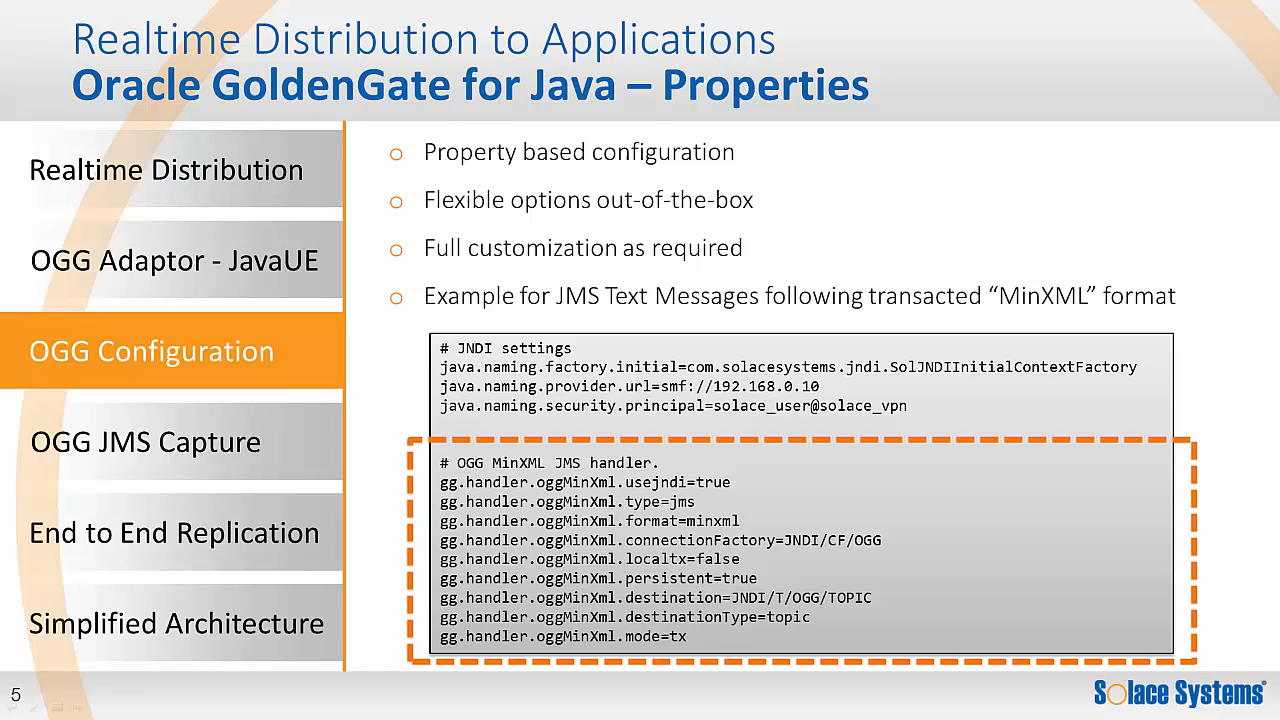 Realtime Distribution to Applications
Oracle GoldenGate for Java – Properties
Realtime Distribution
OGG Adaptor - JavaUE
OGG Configuration
OGG JMS Capture
End to End Replication
Simplified Architecture
o Property based configuration
o Flexible options out-of-the-box
o Full customization as required
o Example for JMS Text Messages following transacted “MinXML” format
# JNDI settings
java.naming.factory.initial=com.solacesystems.jndi.SolJNDIInitialContextFactory
java.naming.provider.url=smf://192.168.0.10
java.naming.security.principal=solace_user@solace_vpn
# OGG MinXML JMS handler.
gg.handler.oggMinXml.usejndi=true
gg.handler.oggMinXml.type=jms
gg.handler.oggMinXml.format=minxml
gg.handler.oggMinXml.connectionFactory=JNDI/CF/OGG
gg.handler.oggMinXml.localtx=false
gg.handler.oggMinXml.persistent=true
gg.handler.oggMinXml.destination=JNDI/T/OGG/TOPIC
gg.handler.oggMinXml.destinationType=topic
gg.handler.oggMinXml.mode=tx
5
Solace Systems®